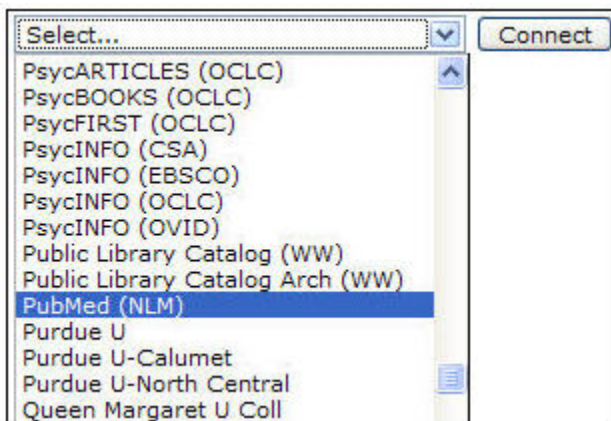 Select...
Connect
PsycARTICLES (OCLC)
PsycBOOKS (OCLC)
PsycFIRST (OCLC)
PsycINFO (CSA)
PsycINFO (EBSCO)
PsycINFO (OCLC)
PsycINFO (OVID)
Public Library Catalog (WW)
Public Library Catalog Arch (WW)
PubMed (NLM)
Purdue U
Purdue U-Calumet
Purdue U-North Central
Queen Margaret U Coll